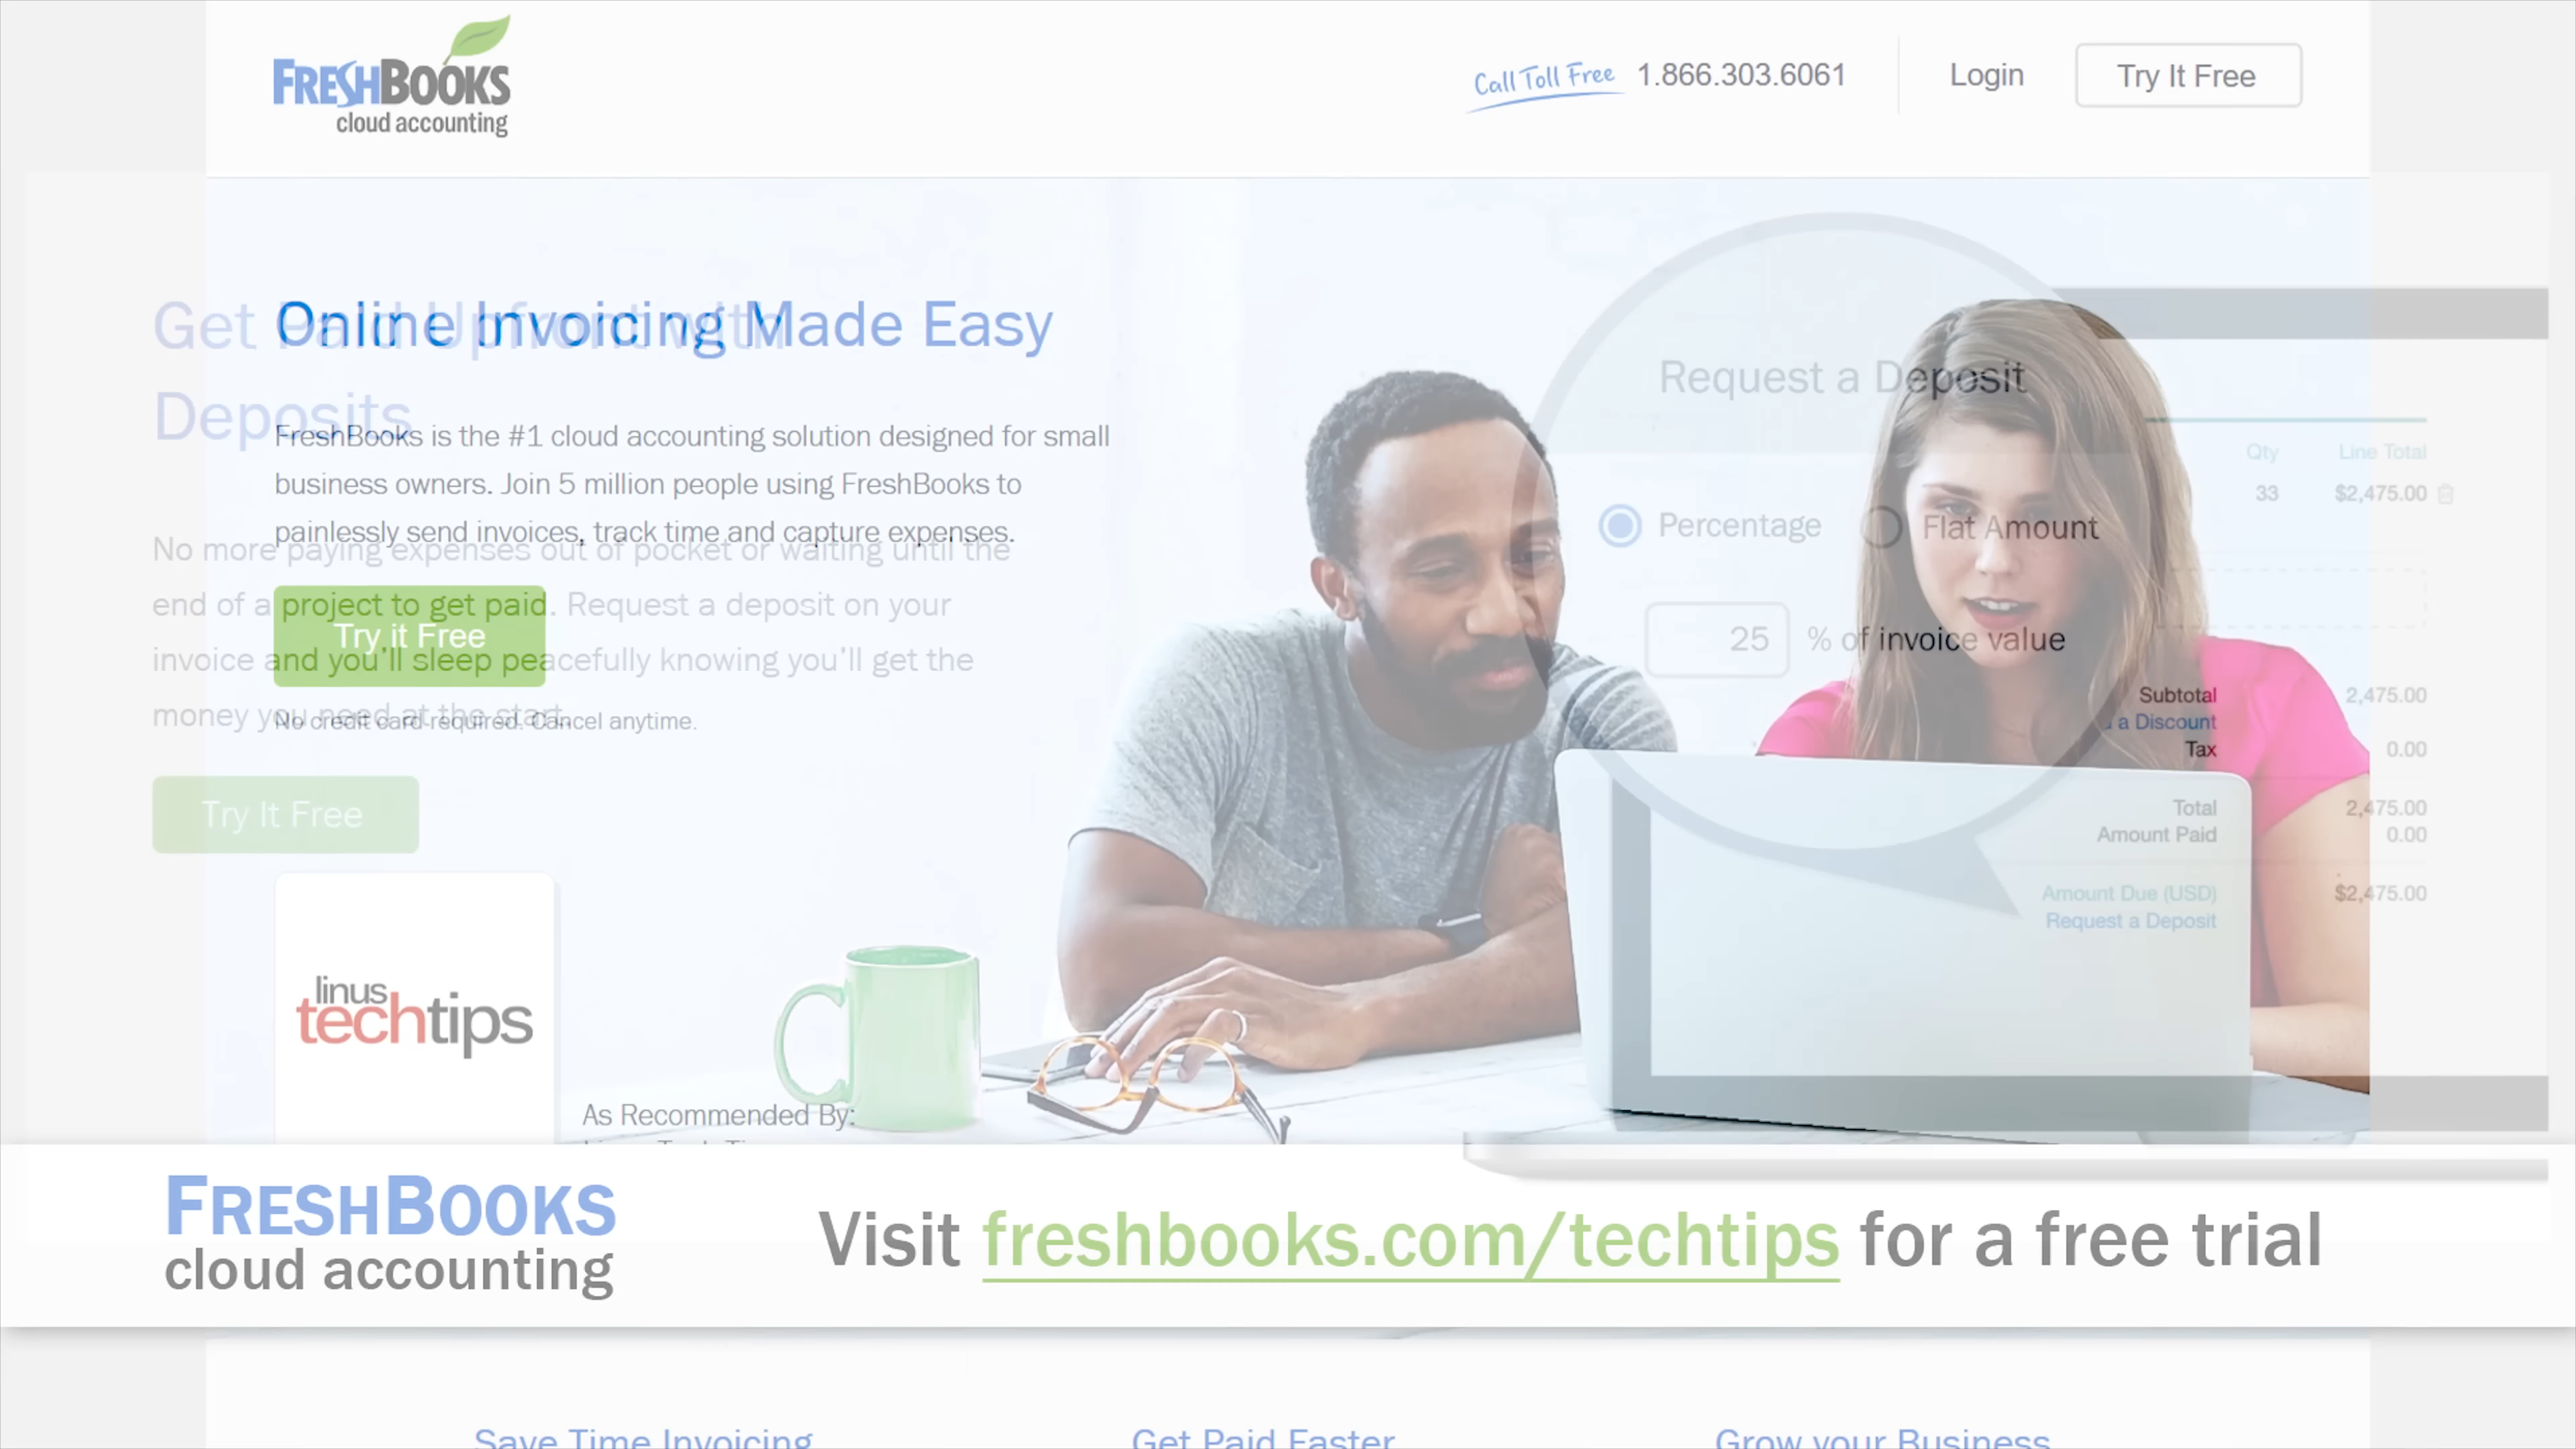 FRESHBOOKS
cloud accounting
Call Toll Free 1.866.303.6061
Login
Try It Free
Online Invoicing Made Easy
FreshBooks is the #1 cloud accounting solution designed for small
business owners. Join 5 million people using FreshBooks to
painlessly send invoices, track time and capture expenses.
Try it Free
No credit card required. Cancel anytime.
Get Paid Upfront with
Deposits
No more paying expenses out of pocket or waiting until the
end of a project to get paid. Request a deposit on your
invoice and you'll sleep peacefully knowing you'll get the
money you need at the start.
Try It Free
Request a Deposit
Percentage
Flat Amount
25 % of invoice value
Qty Line Total
33 $2,475.00
Subtotal 2,475.00
a Discount
Tax 0.00
Total 2,475.00
Amount Paid 0.00
Amount Due (USD) $2,475.00
Request a Deposit
linus
techtips
As Recommended By:
FRESHBOOKS
cloud accounting
Visit freshbooks.com/techtips for a free trial
Save Time Invoicing
Get Paid Faster
Grow your Business